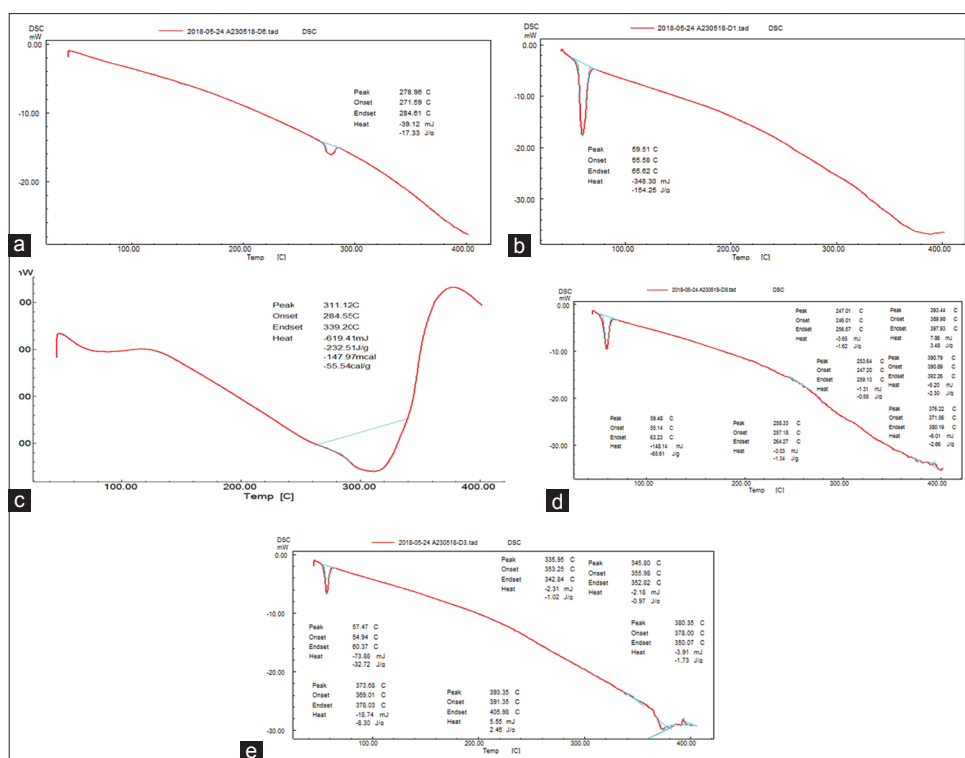 DSC
mW
2018-05-24 A230518-D6.tad DSC
0.00
-10.00
-20.00
Peak 278.96 C
Onset 271.59 C
Endset 284.61 C
Heat -39.12 mJ
-17.33 J/g
100.00 200.00 300.00 400.00
Temp [C]
a
DSC
mW
2018-05-24 A230518-D1.tad DSC
0.00
-10.00
-20.00
-30.00
Peak 59.51 C
Onset 55.58 C
Endset 65.62 C
Heat -348.30 mJ
-154.25 J/g
100.00 200.00 300.00 400.00
Temp [C]
b
nW
00
00
00
00
Peak 311.12C
Onset 284.55C
Endset 339.20C
Heat -619.41mJ
-232.51J/g
-147.97mcal
-55.54cal/g
100.00 200.00 300.00 400.00
Temp [C]
c
DSC
mW
2018-05-24 A230518-D8.tad DSC
0.00
-10.00
-20.00
-30.00
Peak 247.01 C
Onset 246.01 C
Endset 256.57 C
Heat -3.65 mJ
-1.62 J/g
Peak 393.44 C
Onset 389.98 C
Endset 397.93 C
Heat 7.86 mJ
3.48 J/g
Peak 253.64 C
Onset 247.20 C
Endset 259.13 C
Heat -1.31 mJ
-0.58 J/g
Peak 390.79 C
Onset 390.89 C
Endset 392.26 C
Heat -5.20 mJ
-2.30 J/g
Peak 376.22 C
Onset 371.56 C
Endset 380.19 C
Heat -6.01 mJ
-2.66 J/g
Peak 59.48 C
Onset 55.14 C
Endset 63.23 C
Heat -148.14 mJ
-65.61 J/g
Peak 258.33 C
Onset 257.18 C
Endset 264.27 C
Heat -3.03 mJ
-1.34 J/g
100.00 200.00 300.00 400.00
Temp [C]
d
DSC
mW
2018-05-24 A230518-D3.tad DSC
0.00
-10.00
-20.00
-30.00
Peak 335.95 C
Onset 353.25 C
Endset 342.84 C
Heat -2.31 mJ
-1.02 J/g
Peak 345.80 C
Onset 355.98 C
Endset 352.82 C
Heat -2.18 mJ
-0.97 J/g
Peak 57.47 C
Onset 54.94 C
Endset 60.37 C
Heat -73.88 mJ
-32.72 J/g
Peak 380.35 C
Onset 378.00 C
Endset 350.07 C
Heat -3.91 mJ
-1.73 J/g
Peak 373.68 C
Onset 369.01 C
Endset 378.03 C
Heat -18.74 mJ
-8.30 J/g
Peak 393.35 C
Onset 391.35 C
Endset 405.98 C
Heat 5.55 mJ
2.46 J/g
100.00 200.00 300.00 400.00
Temp [C]
e